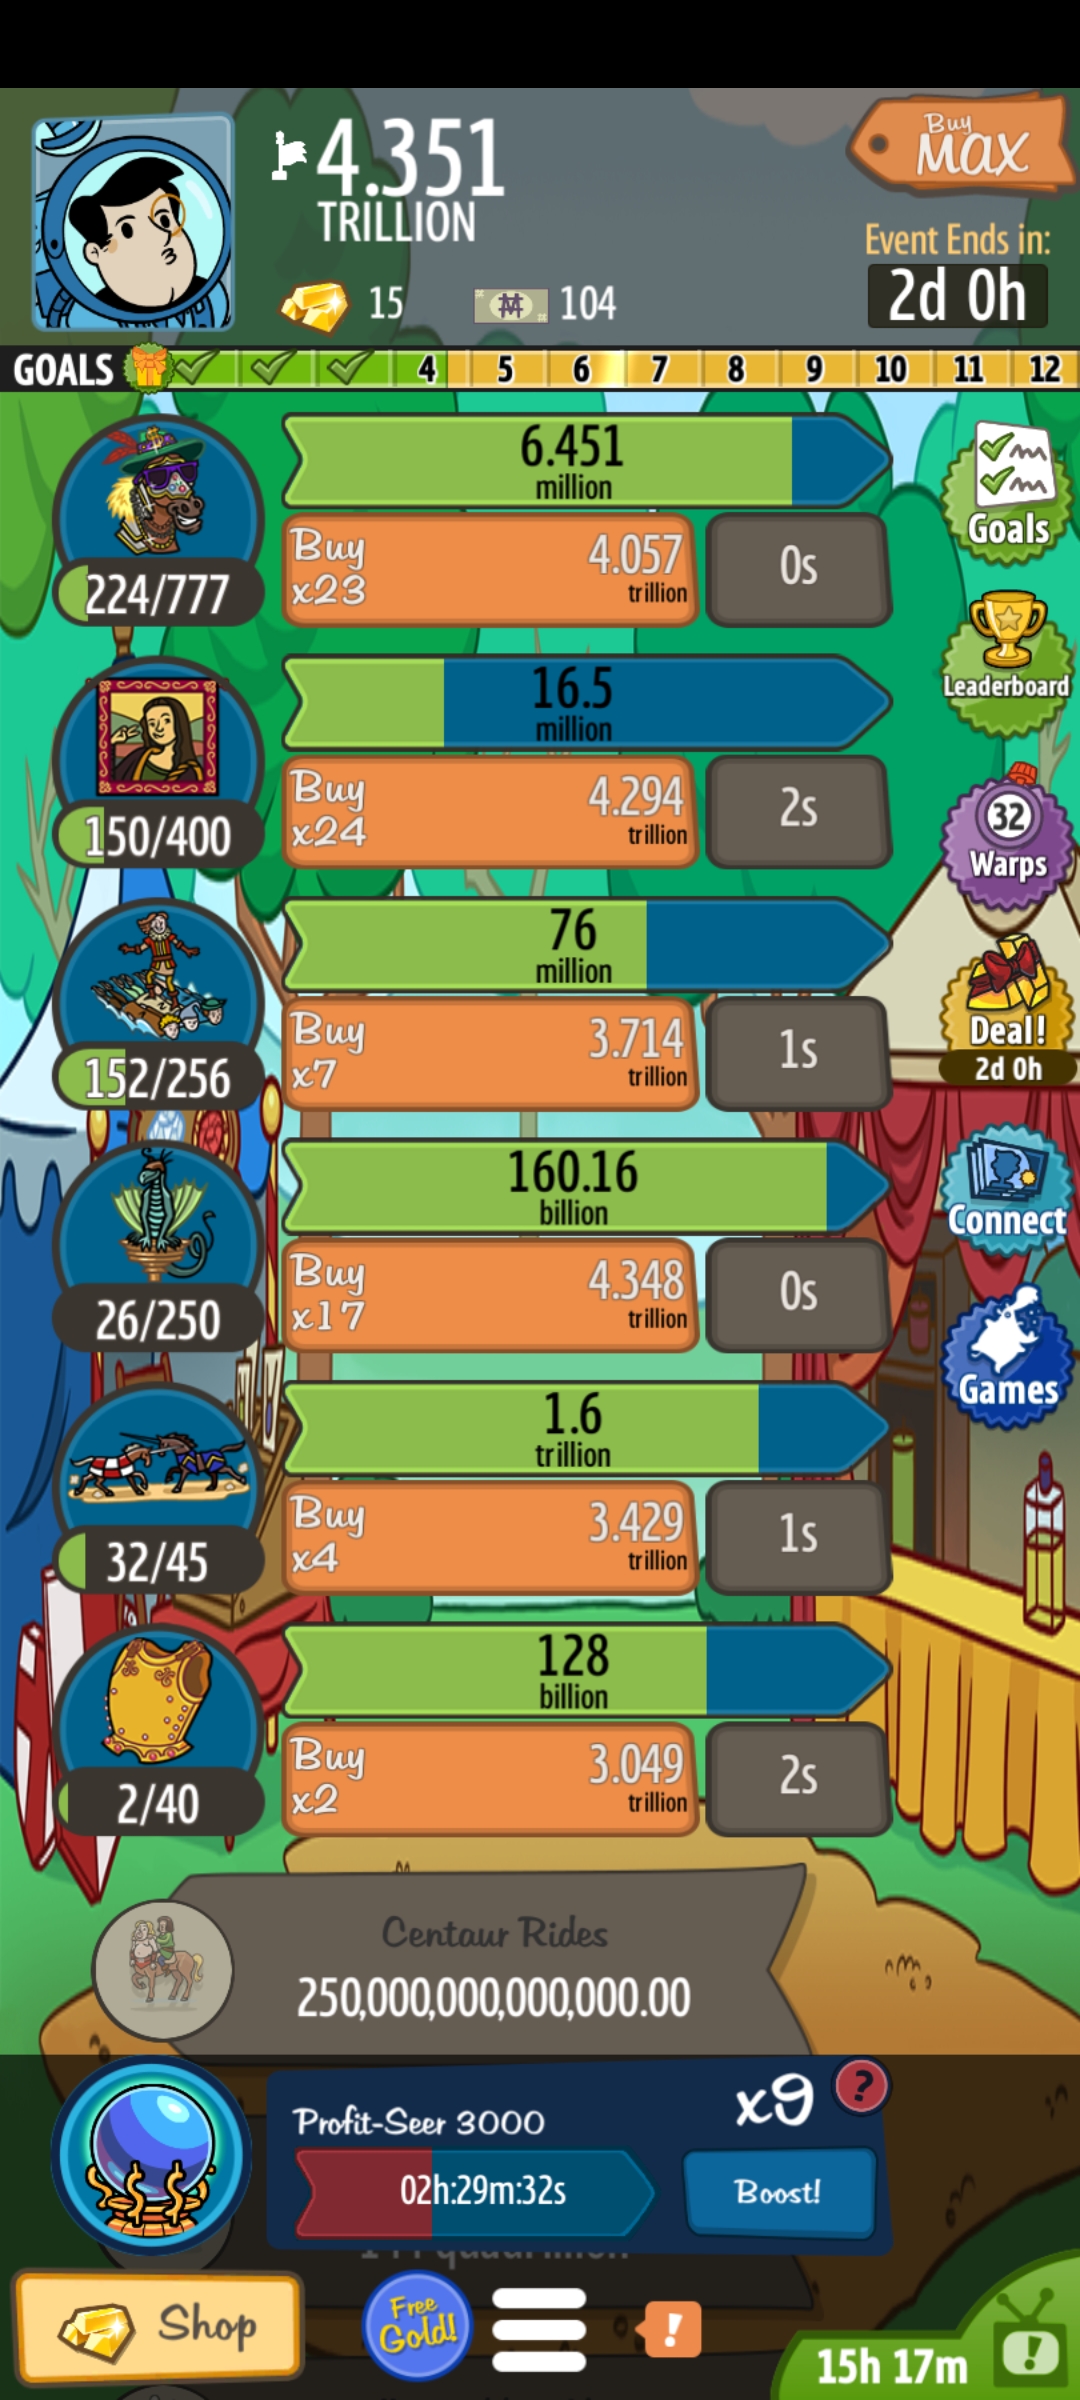 4.351
TRILLION
Buy
MAX
Event Ends in:
2d 0h
15
104
GOALS 4 5 6 7 8 9 10 11 12
6.451
million
Buy
x23
4.057
trillion
0s
224/777
Goals
16.5
million
Buy
x24
4.294
trillion
2s
150/400
Leaderboard
32
Warps
76
million
Buy
x7
3.714
trillion
1s
152/256
Deal!
2d 0h
160.16
billion
Buy
x17
4.348
trillion
0s
26/250
Connect
Games
1.6
trillion
Buy
x4
3.429
trillion
1s
32/45
128
billion
Buy
x2
3.049
trillion
2s
2/40
Centaur Rides
250,000,000,000,000.00
Profit-Seer 3000
x9
?
02h:29m:32s
Boost!
Shop
Free
Gold!
!
15h 17m
!